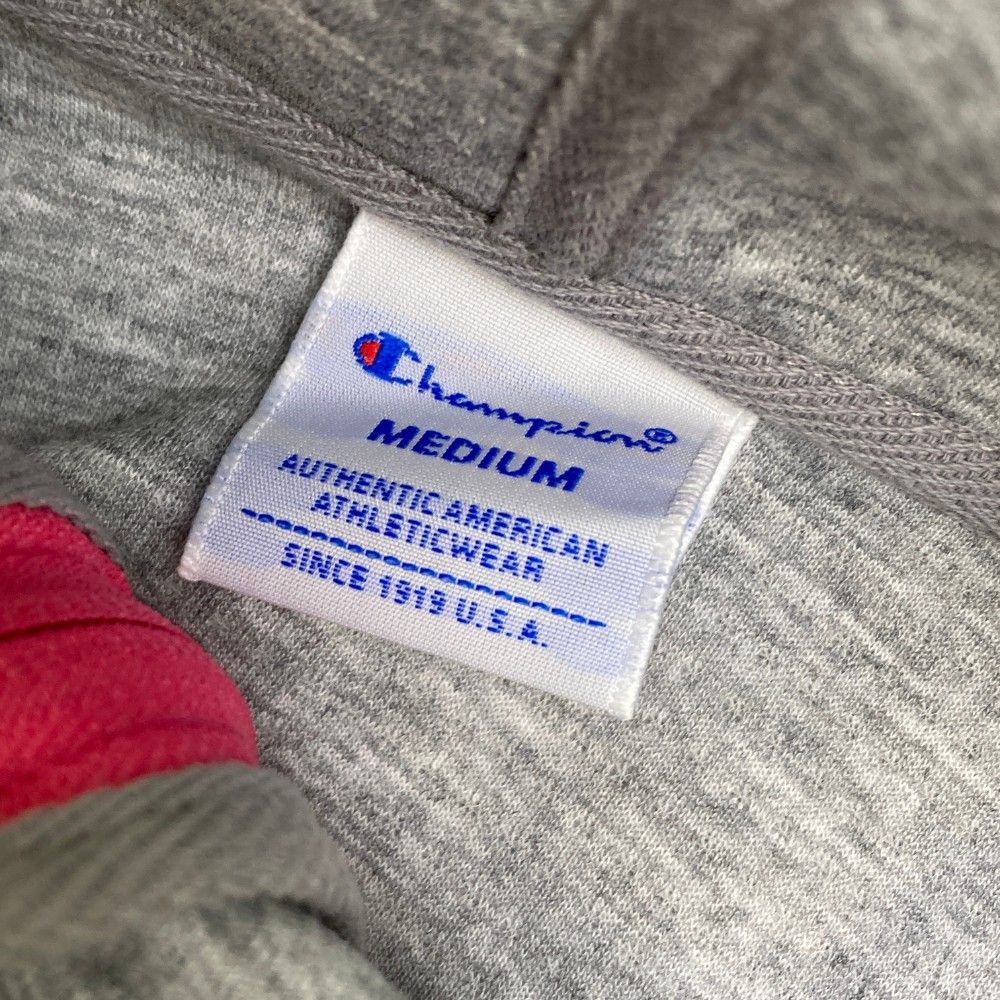 Champion®
MEDIUM
AUTHENTIC AMERICAN
ATHLETICWEAR
SINCE 1919 U.S.A.